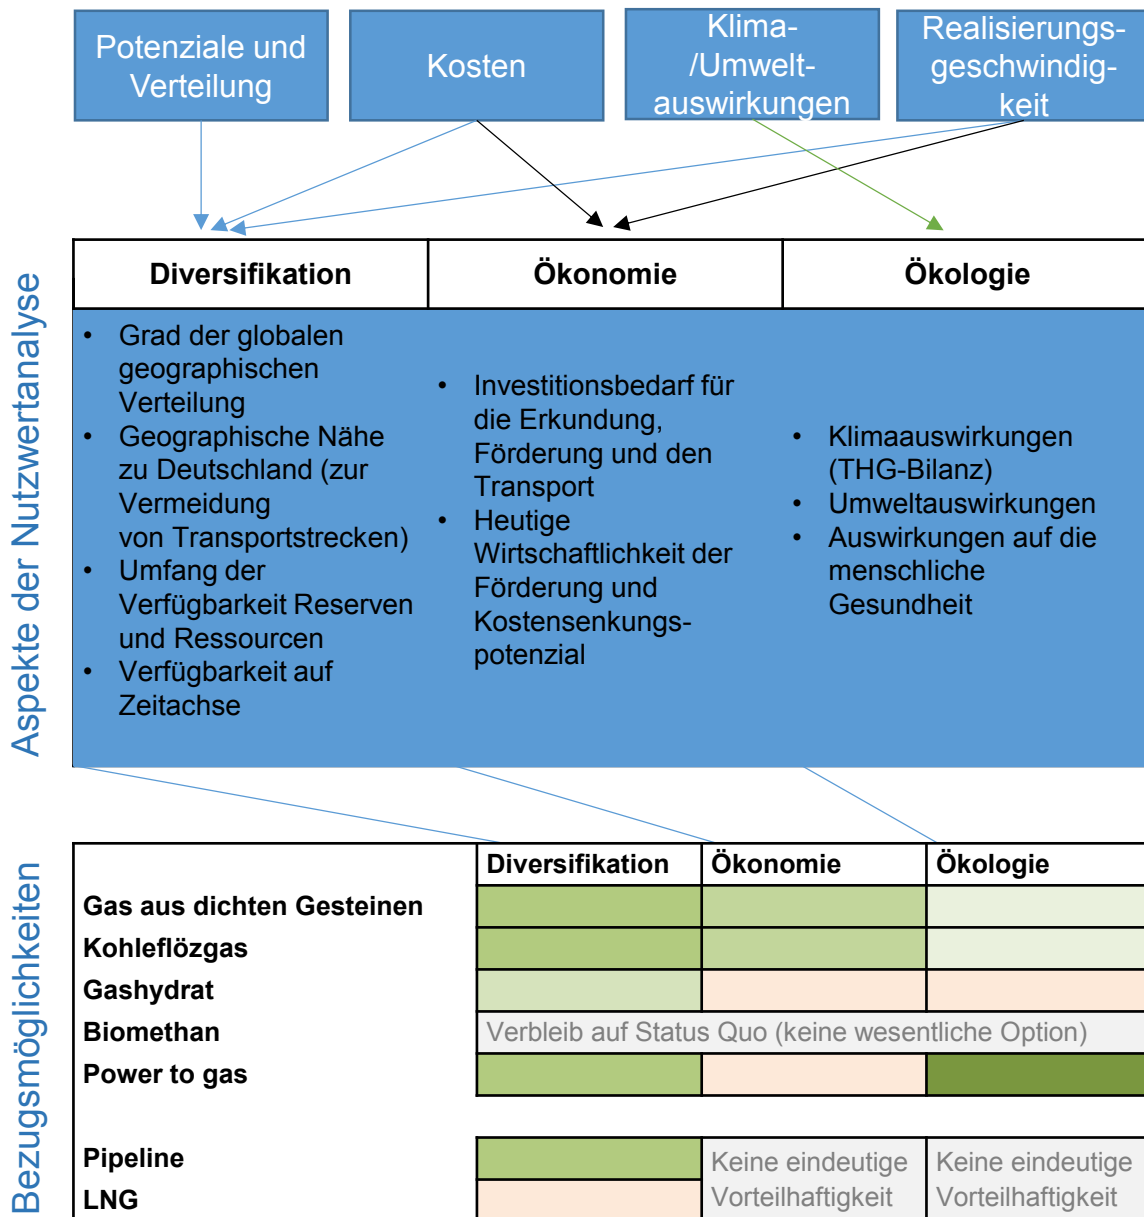 Potenziale und
Verteilung
Kosten
Klima-
/Umwelt-
auswirkungen
Realisierungs-
geschwindig-
keit
Aspekte der Nutzwertanalyse
Diversifikation
Ökonomie
Ökologie
• Grad der globalen
geographischen
Verteilung
• Geographische Nähe
zu Deutschland (zur
Vermeidung
von Transportstrecken)
• Umfang der
Verfügbarkeit Reserven
und Ressourcen
• Verfügbarkeit auf
Zeitachse
• Investitionsbedarf für
die Erkundung,
Förderung und den
Transport
• Heutige
Wirtschaftlichkeit der
Förderung und
Kostensenkungs-
potenzial
• Klimaauswirkungen
(THG-Bilanz)
• Umweltauswirkungen
• Auswirkungen auf die
menschliche
Gesundheit
Bezugsmöglichkeiten
Diversifikation
Ökonomie
Ökologie
Gas aus dichten Gesteinen
Kohleflözgas
Gashydrat
Biomethan
Verbleib auf Status Quo (keine wesentliche Option)
Power to gas
Pipeline
LNG
Keine eindeutige
Vorteilhaftigkeit
Keine eindeutige
Vorteilhaftigkeit